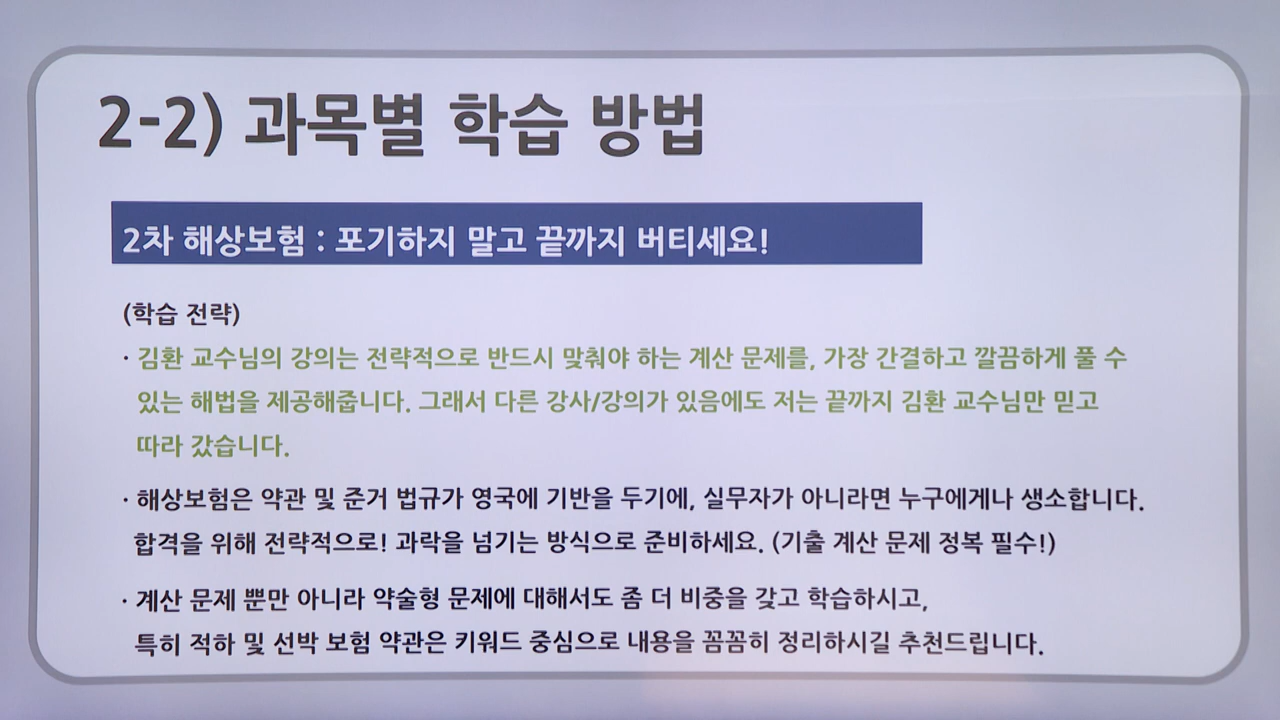 2-2) 과목별 학습 방법
2차 해상보험 : 포기하지 말고 끝까지 버티세요!
(학습 전략)
· 김환 교수님의 강의는 전략적으로 반드시 맞춰야 하는 계산 문제를, 가장 간결하고 깔끔하게 풀 수
있는 해법을 제공해줍니다. 그래서 다른 강사/강의가 있음에도 저는 끝까지 김환 교수님만 믿고
따라 갔습니다.
· 해상보험은 약관 및 준거 법규가 영국에 기반을 두기에, 실무자가 아니라면 누구에게나 생소합니다.
합격을 위해 전략적으로! 과락을 넘기는 방식으로 준비하세요. (기출 계산 문제 정복 필수!)
· 계산 문제 뿐만 아니라 약술형 문제에 대해서도 좀 더 비중을 갖고 학습하시고,
특히 적하 및 선박 보험 약관은 키워드 중심으로 내용을 꼼꼼히 정리하시길 추천드립니다.